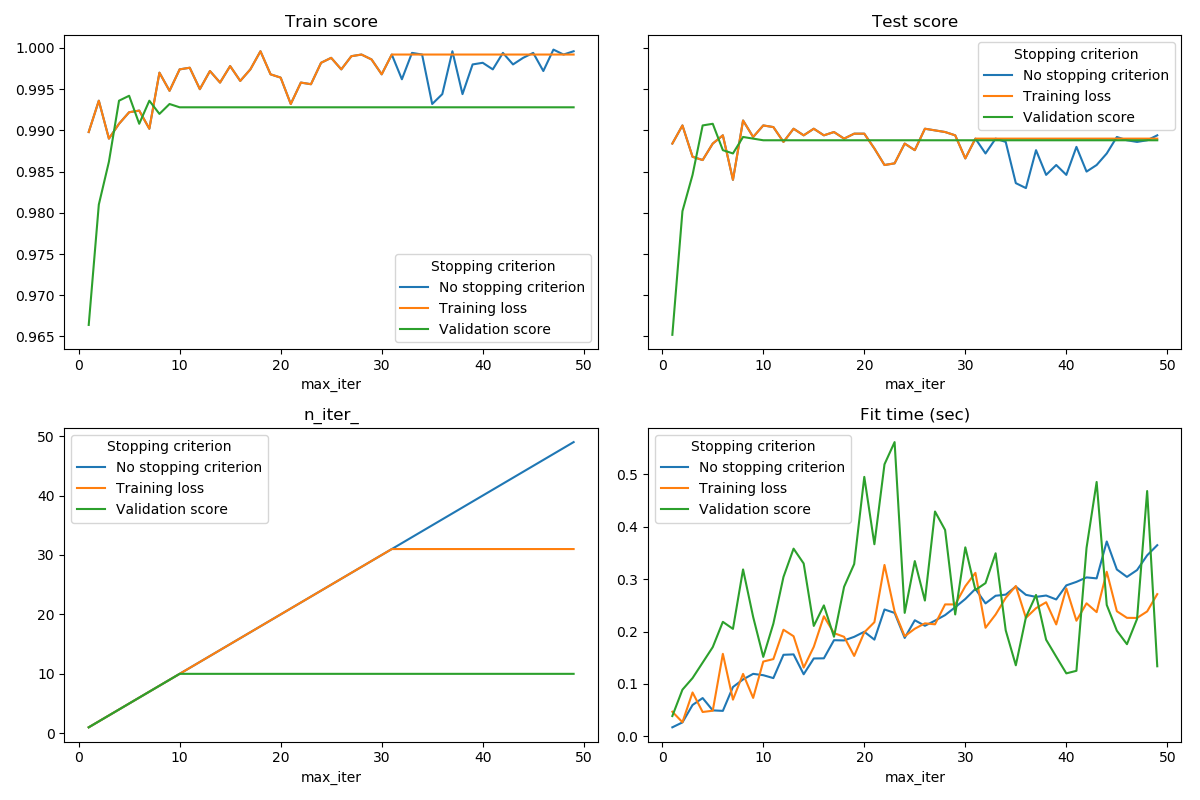 Train score
1.000
0.995
0.990
0.985
0.980
0.975
0.970
0.965
Stopping criterion
No stopping criterion
Training loss
Validation score
0 10 20 30 40 50
max_iter
Test score
Stopping criterion
No stopping criterion
Training loss
Validation score
0 10 20 30 40 50
max_iter
n_iter_
50
40
30
20
10
0
Stopping criterion
No stopping criterion
Training loss
Validation score
0 10 20 30 40 50
max_iter
Fit time (sec)
0.5
0.4
0.3
0.2
0.1
0.0
Stopping criterion
No stopping criterion
Training loss
Validation score
0 10 20 30 40 50
max_iter